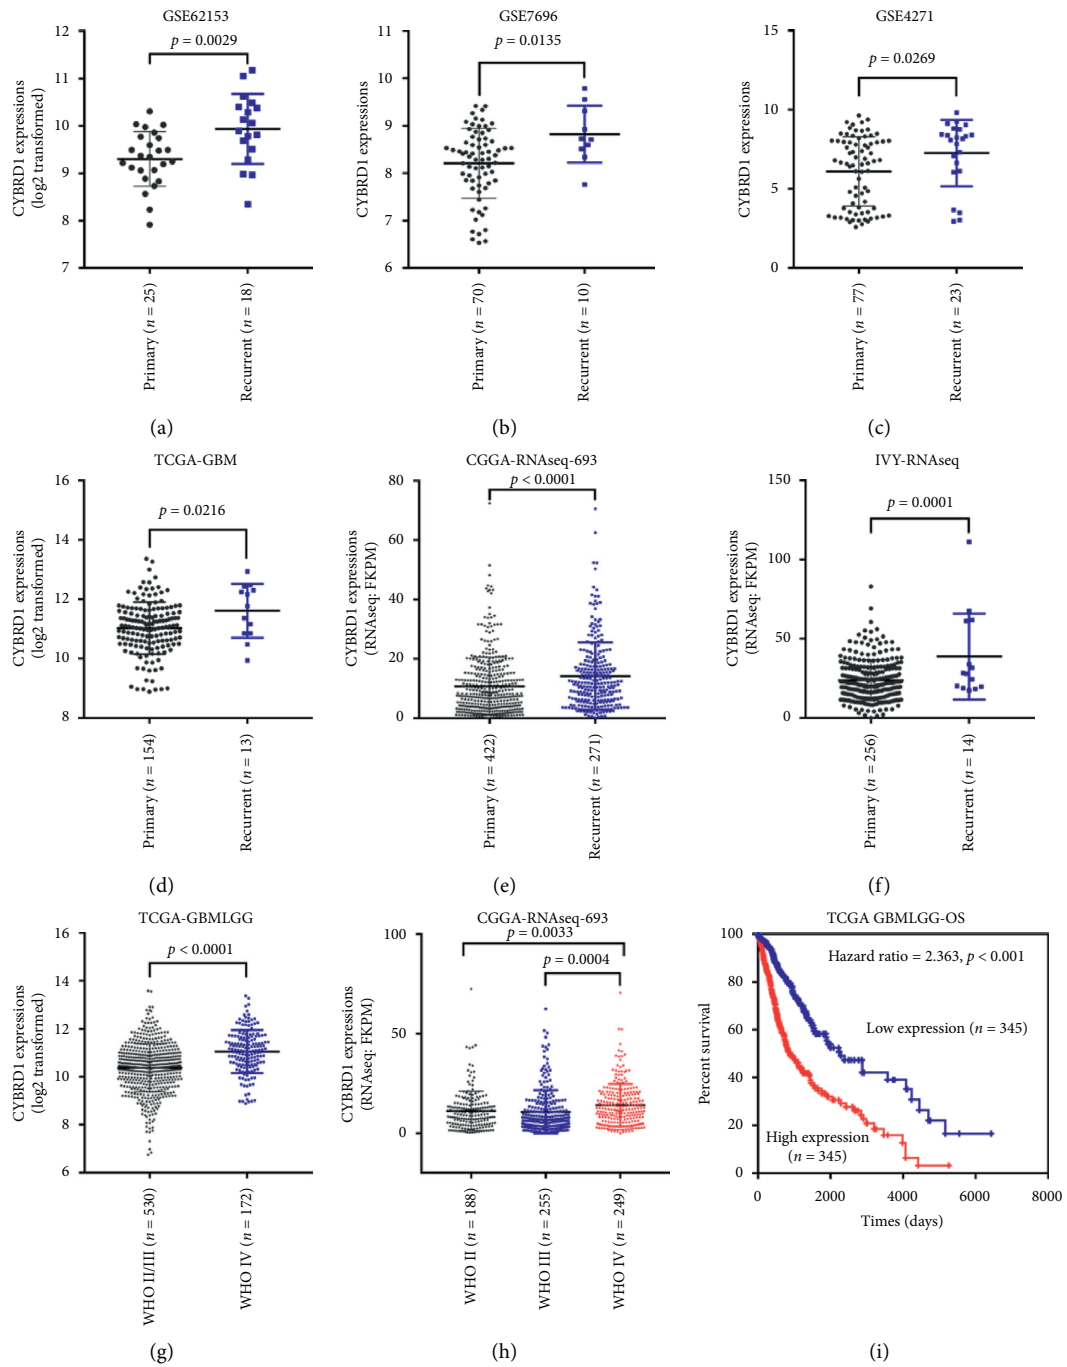 GSE62153
12
11
10
9
8
7
CYBRD1 expressions
(log2 transformed)
p = 0.0029
Primary (n = 25)
Recurrent (n = 18)
(a)
GSE7696
11
10
9
8
7
6
CYBRD1 expressions
p = 0.0135
Primary (n = 70)
Recurrent (n = 10)
(b)
GSE4271
15
10
5
0
CYBRD1 expressions
p = 0.0269
Primary (n = 77)
Recurrent (n = 23)
(c)
TCGA-GBM
16
14
12
10
8
CYBRD1 expressions
(log2 transformed)
p = 0.0216
Primary (n = 154)
Recurrent (n = 13)
(d)
CGGA-RNAseq-693
80
60
40
20
0
CYBRD1 expressions
(RNAseq: FKPM)
p < 0.0001
Primary (n = 422)
Recurrent (n = 271)
(e)
IVY-RNAseq
150
100
50
0
CYBRD1 expressions
(RNAseq: FKPM)
p = 0.0001
Primary (n = 256)
Recurrent (n = 14)
(f)
TCGA-GBMLGG
16
14
12
10
8
6
CYBRD1 expressions
(log2 transformed)
p < 0.0001
WHO II/III (n = 530)
WHO IV (n = 172)
(g)
CGGA-RNAseq-693
100
50
0
CYBRD1 expressions
(RNAseq: FKPM)
p = 0.0033
p = 0.0004
WHO II (n = 188)
WHO III (n = 255)
WHO IV (n = 249)
(h)
TCGA GBMLGG-OS
100
80
60
40
20
0
Percent survival
Hazard ratio = 2.363, p < 0.001
Low expression (n = 345)
High expression
(n = 345)
0 2000 4000 6000 8000
Times (days)
(i)